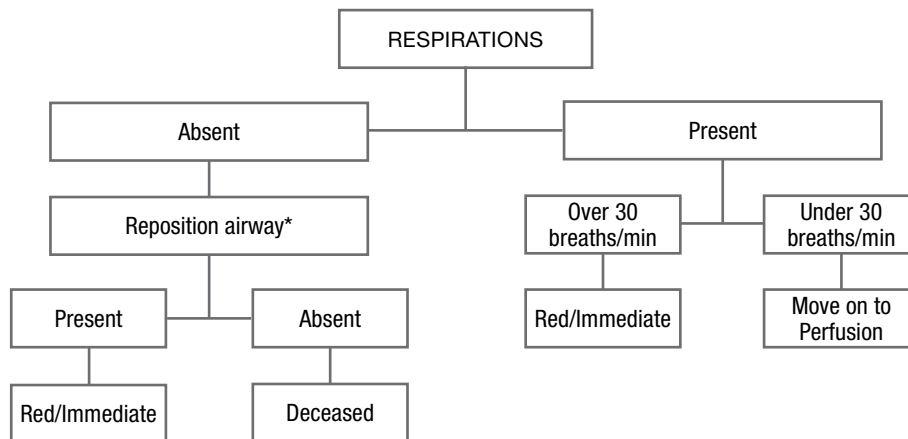 RESPIRATIONS
Absent
Present
Reposition airway*
Over 30
breaths/min
Under 30
breaths/min
Present
Absent
Red/Immediate
Move on to
Perfusion
Red/Immediate
Deceased